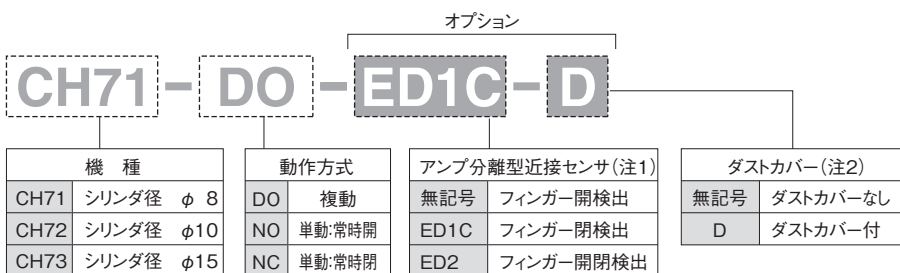 オプション
CH71-DO-ED1C-D
機 種
CH71 シリンダ径 φ 8
CH72 シリンダ径 φ10
CH73 シリンダ径 φ15
動作方式
DO 複動
NO 単動:常時開
NC 単動:常時閉
アンプ分離型近接センサ(注1)
無記号 フィンガー開検出
ED1C フィンガー閉検出
ED2 フィンガー開閉検出
ダストカバー(注2)
無記号 ダストカバーなし
D ダストカバー付